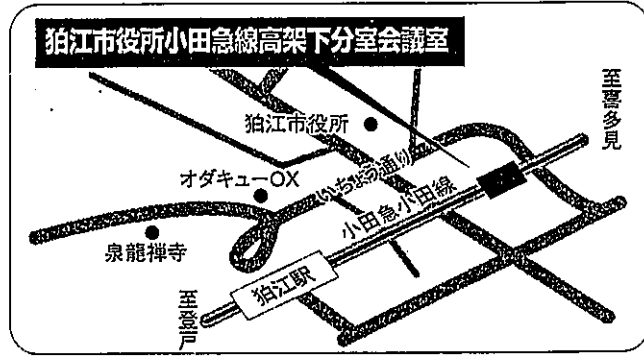 狛江市役所小田急線高架下分室会議室
至喜多見
狛江市役所
オダキューOX
いちょう通り
小田急小田線
泉龍禅寺
狛江駅
至登戸